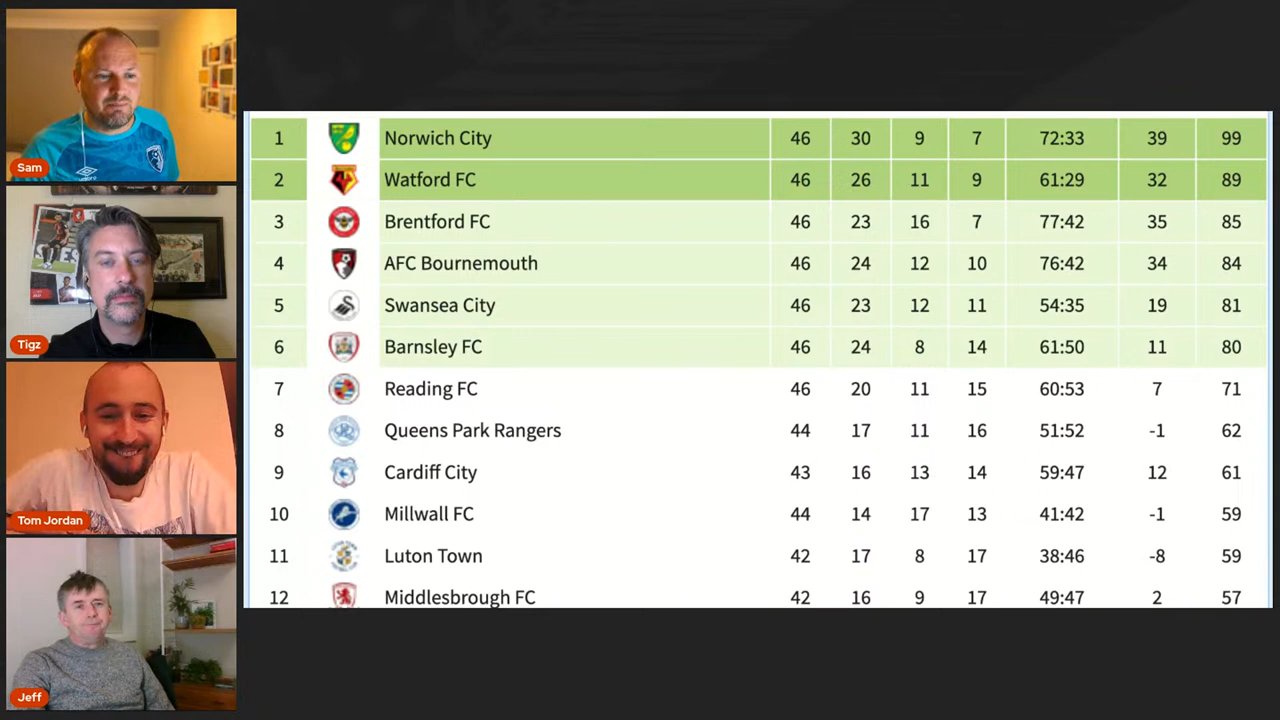 Sam
Tigz
Tom Jordan
Jeff
1 Norwich City 46 30 9 7 72:33 39 99
2 Watford FC 46 26 11 9 61:29 32 89
3 Brentford FC 46 23 16 7 77:42 35 85
4 AFC Bournemouth 46 24 12 10 76:42 34 84
5 Swansea City 46 23 12 11 54:35 19 81
6 Barnsley FC 46 24 8 14 61:50 11 80
7 Reading FC 46 20 11 15 60:53 7 71
8 Queens Park Rangers 44 17 11 16 51:52 -1 62
9 Cardiff City 43 16 13 14 59:47 12 61
10 Millwall FC 44 14 17 13 41:42 -1 59
11 Luton Town 42 17 8 17 38:46 -8 59
12 Middlesbrough FC 42 16 9 17 49:47 2 57